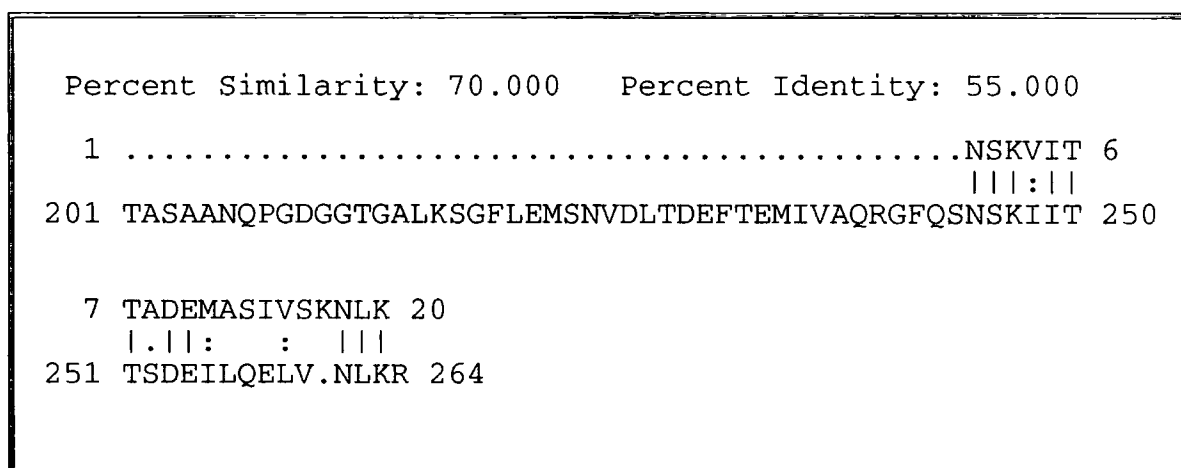 Percent Similarity: 70.000 Percent Identity: 55.000
1 ............................................NSKVIT 6
|||:||
201 TASAANQPGDGGTGALKSGFLEMSNVDLTDEFTEMIVAQRGFQSNSKIIT 250
7 TADEMASIVSKNLK 20
|.||:   :  |||
251 TSDEILQELV.NLKR 264